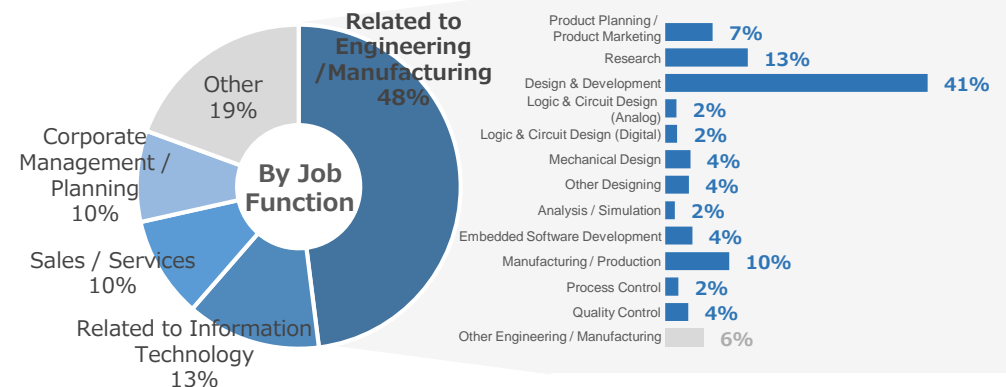 Related to
Engineering
/Manufacturing
48%
Other
19%
Corporate
Management /
Planning
10%
By Job
Function
Sales / Services
10%
Related to Information
Technology
13%
Product Planning /
Product Marketing
7%
Research
13%
Design & Development
41%
Logic & Circuit Design
(Analog)
2%
Logic & Circuit Design (Digital)
2%
Mechanical Design
4%
Other Designing
4%
Analysis / Simulation
2%
Embedded Software Development
4%
Manufacturing / Production
10%
Process Control
2%
Quality Control
4%
Other Engineering / Manufacturing
6%